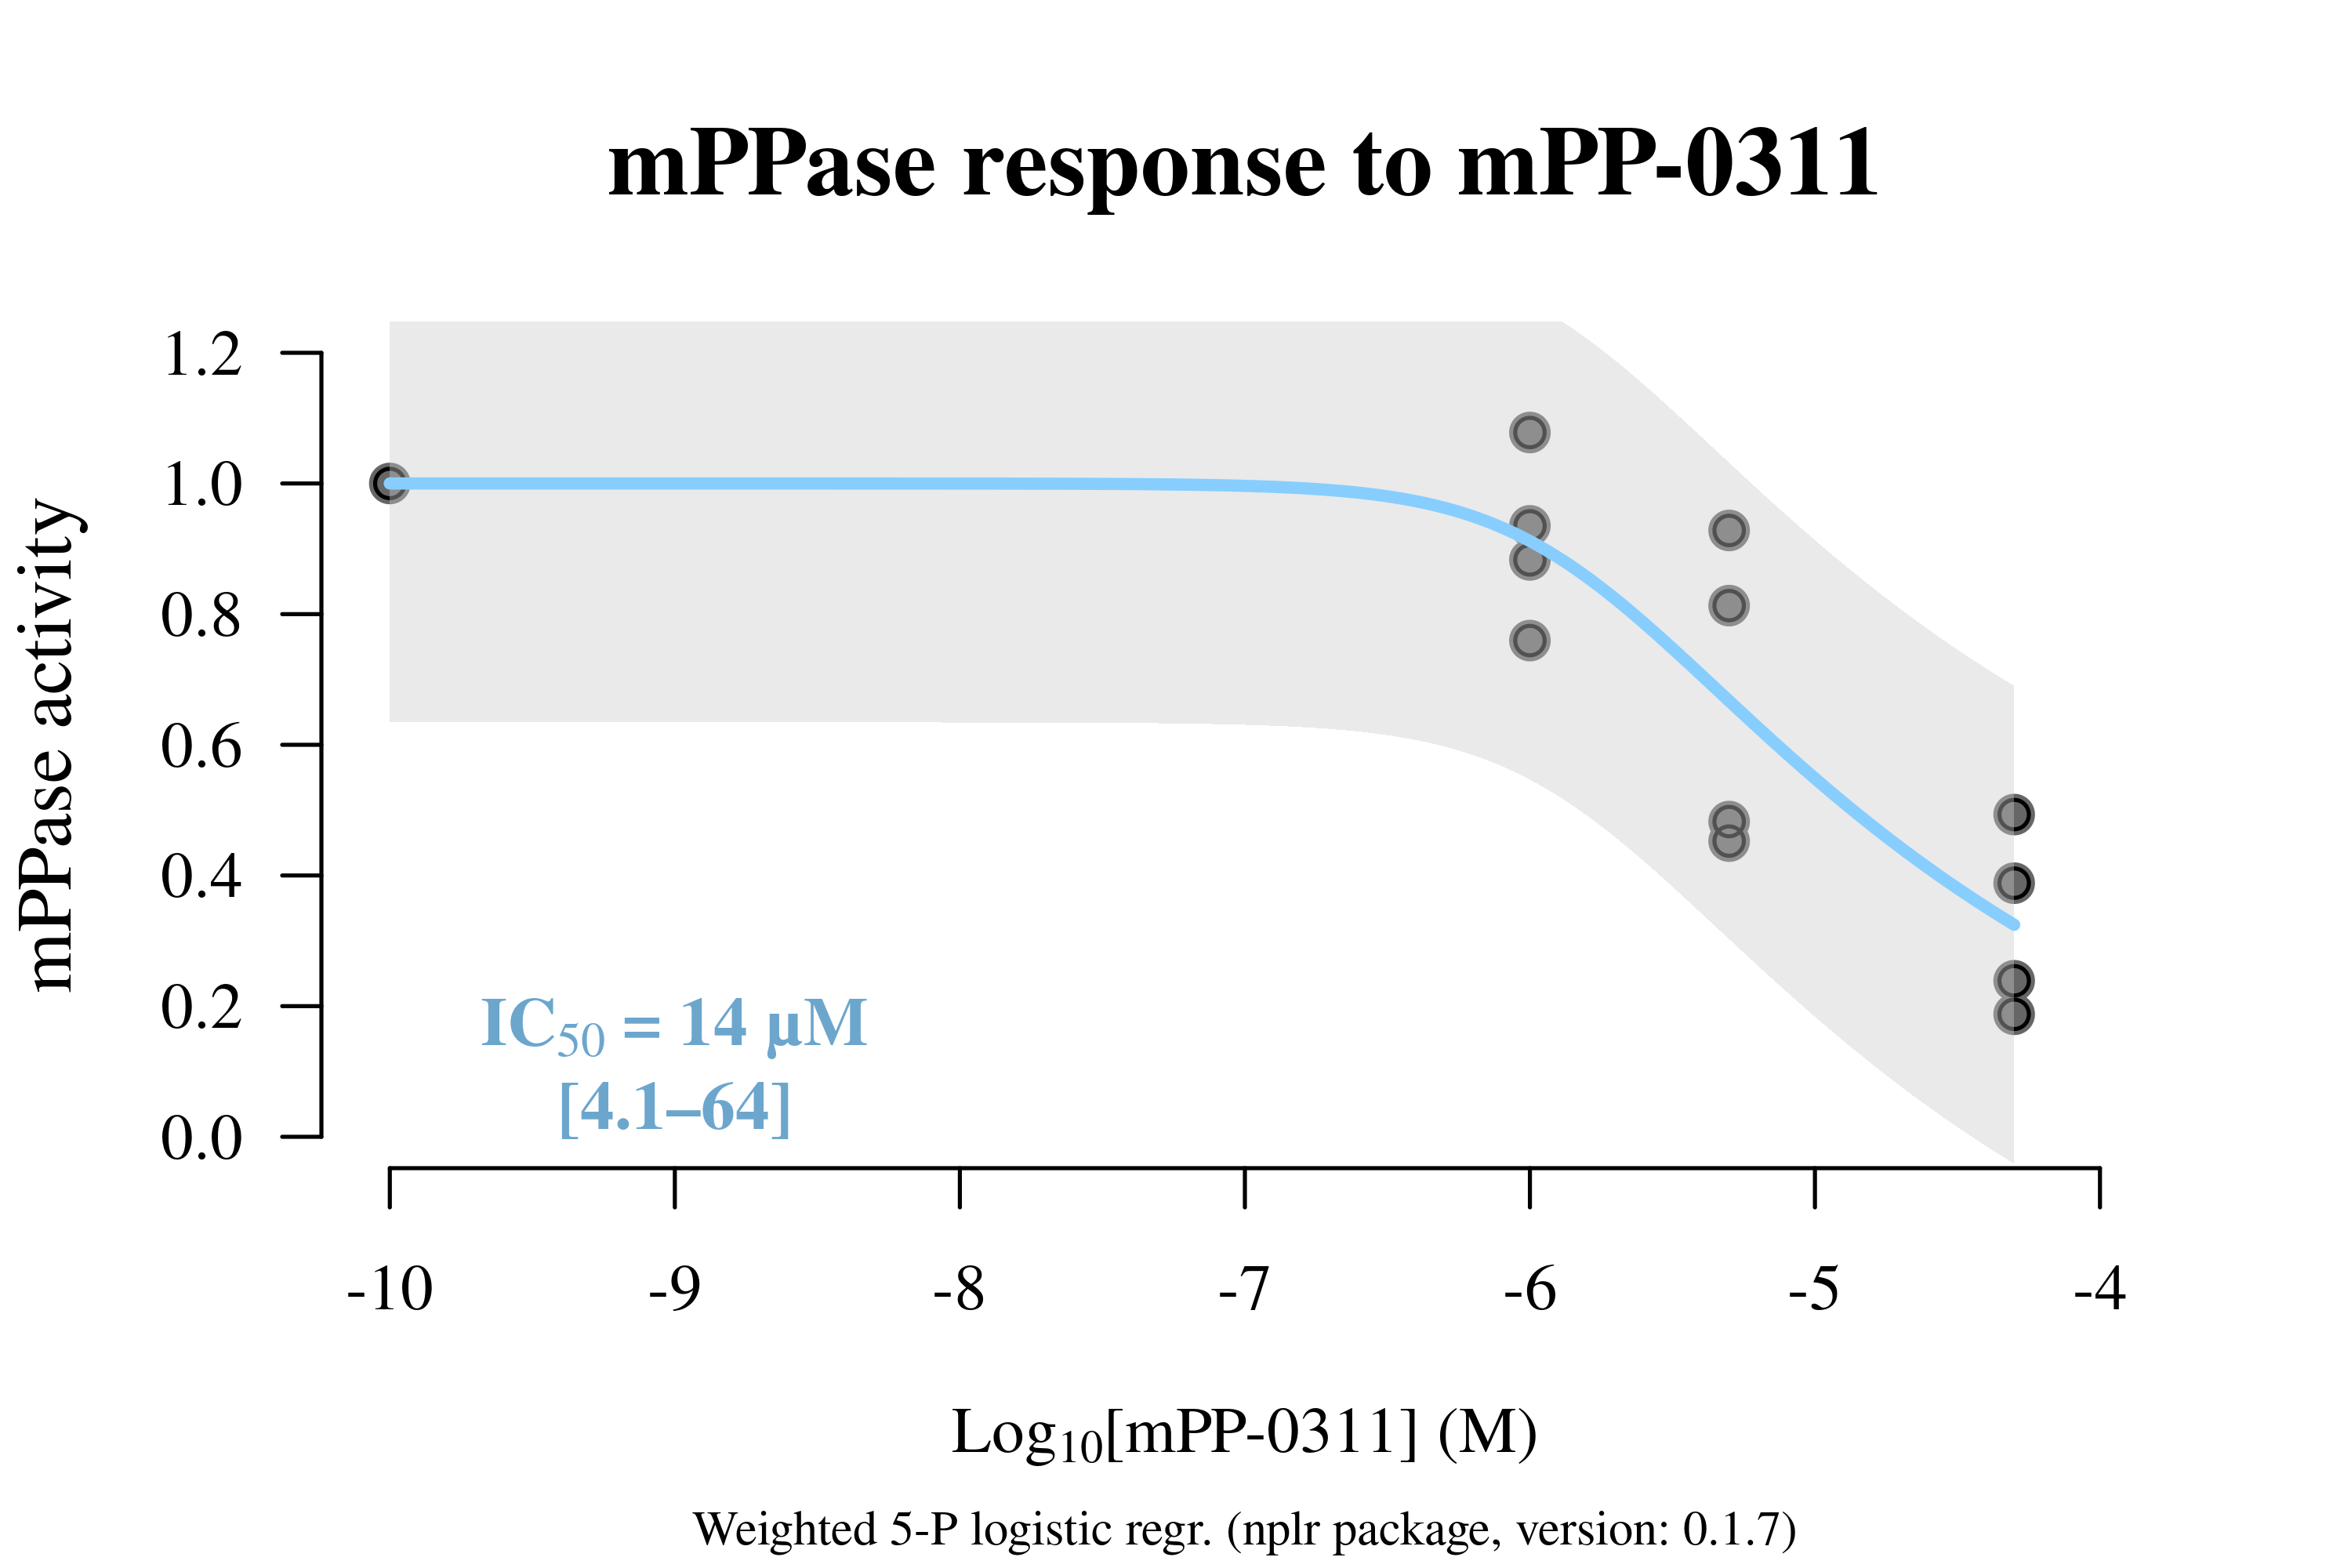 mPPase response to mPP-0311
mPPase activity
1.2
1.0
0.8
0.6
0.4
0.2
0.0
IC50 = 14 µM
[4.1–64]
-10 -9 -8 -7 -6 -5 -4
Log10[mPP-0311] (M)
Weighted 5-P logistic regr. (nplr package, version: 0.1.7)